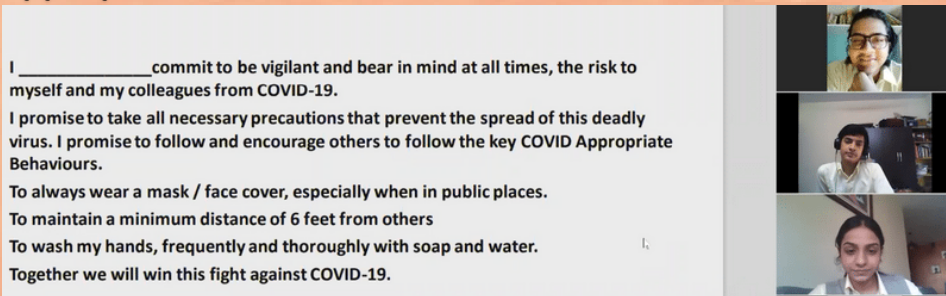 I ______________commit to be vigilant and bear in mind at all times, the risk to
myself and my colleagues from COVID-19.
I promise to take all necessary precautions that prevent the spread of this deadly
virus. I promise to follow and encourage others to follow the key COVID Appropriate
Behaviours.
To always wear a mask / face cover, especially when in public places.
To maintain a minimum distance of 6 feet from others
To wash my hands, frequently and thoroughly with soap and water.
Together we will win this fight against COVID-19.